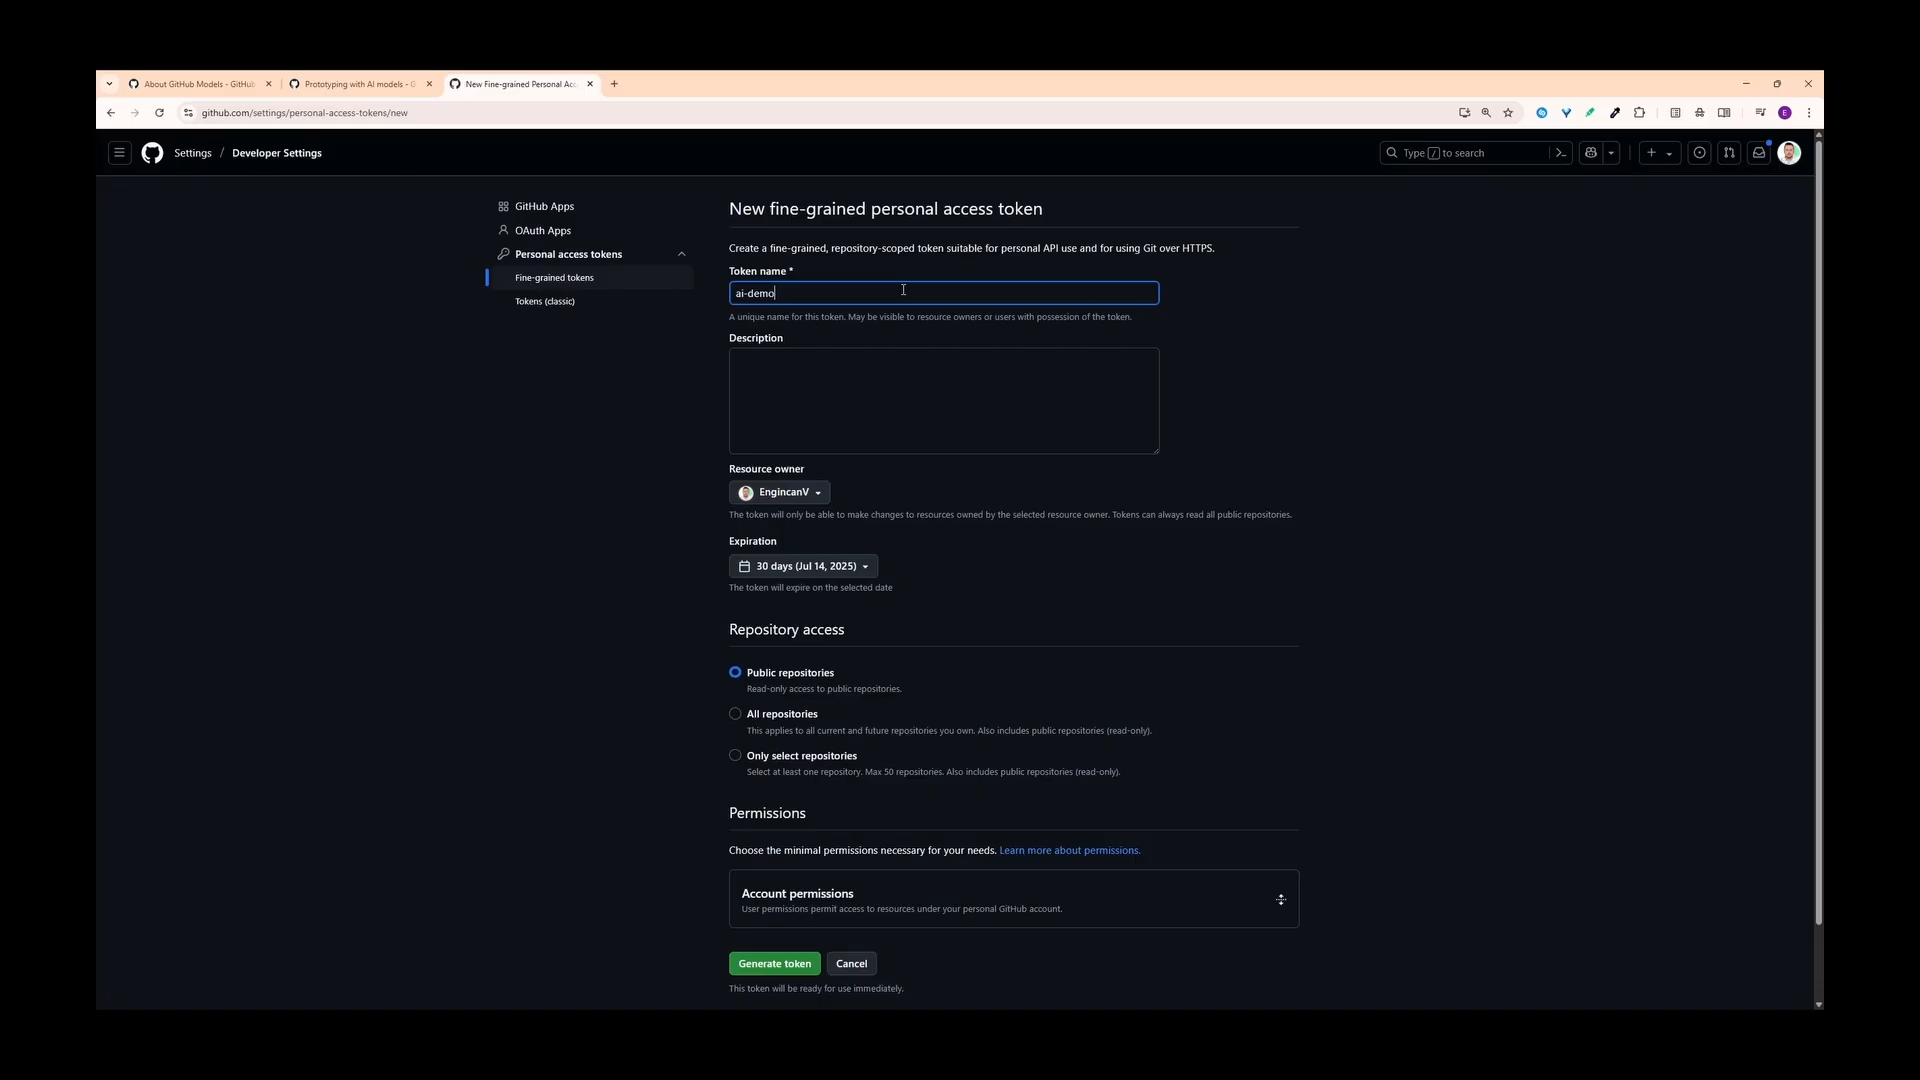 About GitHub Models - GitHub
Prototyping with AI models - G
New Fine-grained Personal Acc
github.com/settings/personal-access-tokens/new
E
Settings / Developer Settings
Type / to search
GitHub Apps
OAuth Apps
Personal access tokens
Fine-grained tokens
Tokens (classic)
New fine-grained personal access token
Create a fine-grained, repository-scoped token suitable for personal API use and for using Git over HTTPS.
Token name *
ai-demo
A unique name for this token. May be visible to resource owners or users with possession of the token.
Description
Resource owner
EngincanV
The token will only be able to make changes to resources owned by the selected resource owner. Tokens can always read all public repositories.
Expiration
30 days (Jul 14, 2025)
The token will expire on the selected date
Repository access
Public repositories
Read-only access to public repositories.
All repositories
This applies to all current and future repositories you own. Also includes public repositories (read-only).
Only select repositories
Select at least one repository. Max 50 repositories. Also includes public repositories (read-only).
Permissions
Choose the minimal permissions necessary for your needs. Learn more about permissions.
Account permissions
User permissions permit access to resources under your personal GitHub account.
Generate token
Cancel
This token will be ready for use immediately.